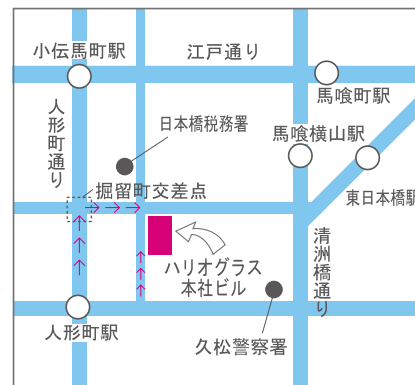 小伝馬町駅
江戸通り
馬喰町駅
人形町通り
日本橋税務署
馬喰横山駅
掘留町交差点
東日本橋駅
ハリオグラス
本社ビル
清洲橋通り
人形町駅
久松警察署